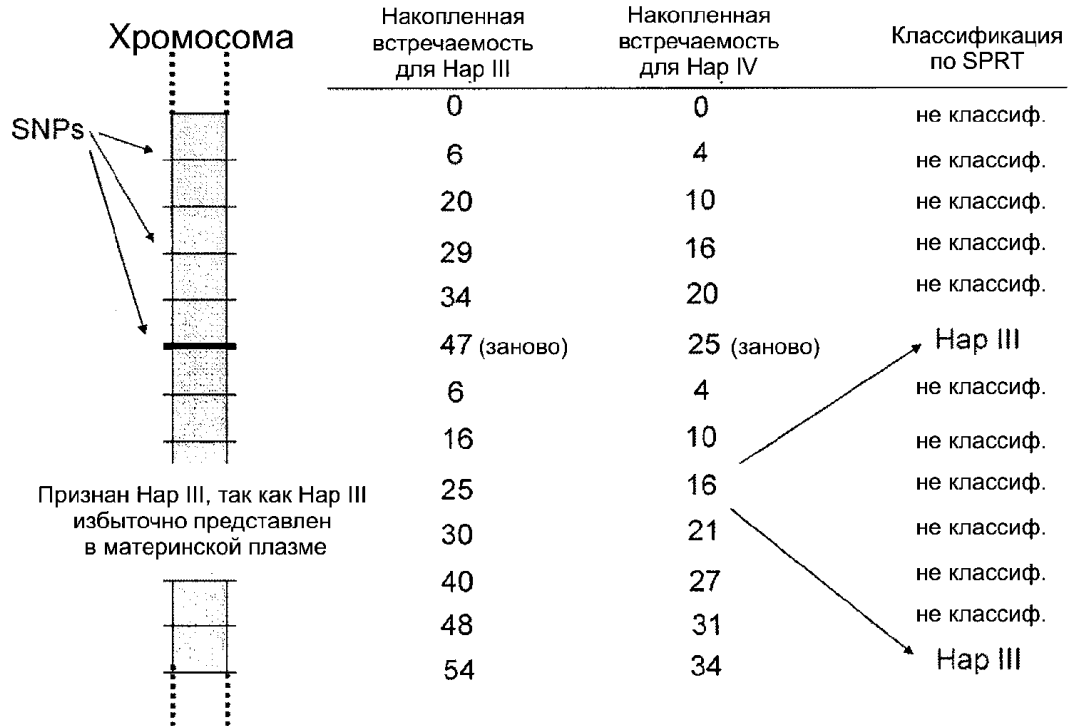 Хромосома
Накопленная
встречаемость
для Hap III
Накопленная
встречаемость
для Hap IV
Классификация
по SPRT
SNPs
0 0 не классиф.
6 4 не классиф.
20 10 не классиф.
29 16 не классиф.
34 20 не классиф.
47 (заново) 25 (заново) Hap III
6 4 не классиф.
16 10 не классиф.
25 16 не классиф.
30 21 не классиф.
40 27 не классиф.
48 31 не классиф.
54 34 Hap III
Признан Hap III, так как Hap III
избыточно представлен
в материнской плазме